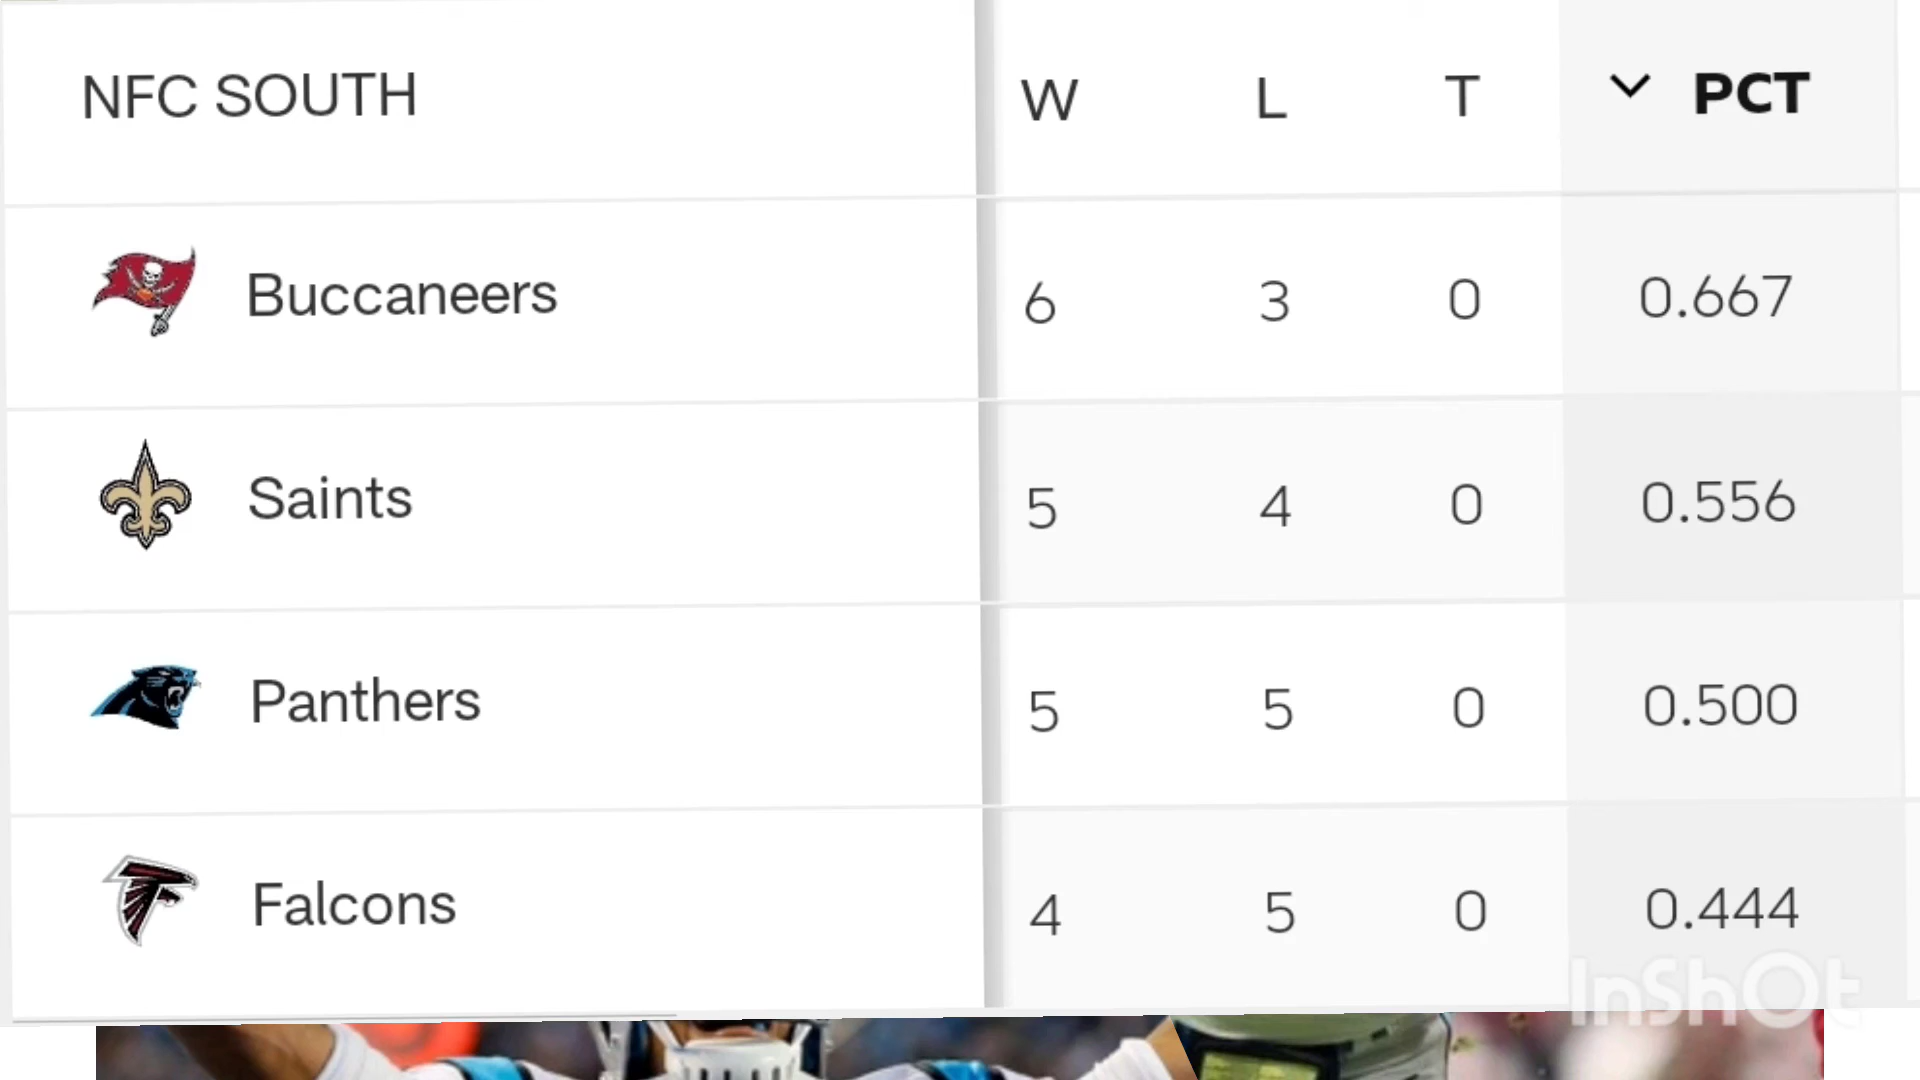 NFC SOUTH W L T PCT
Buccaneers 6 3 0 0.667
Saints 5 4 0 0.556
Panthers 5 5 0 0.500
Falcons 4 5 0 0.444
InShOt